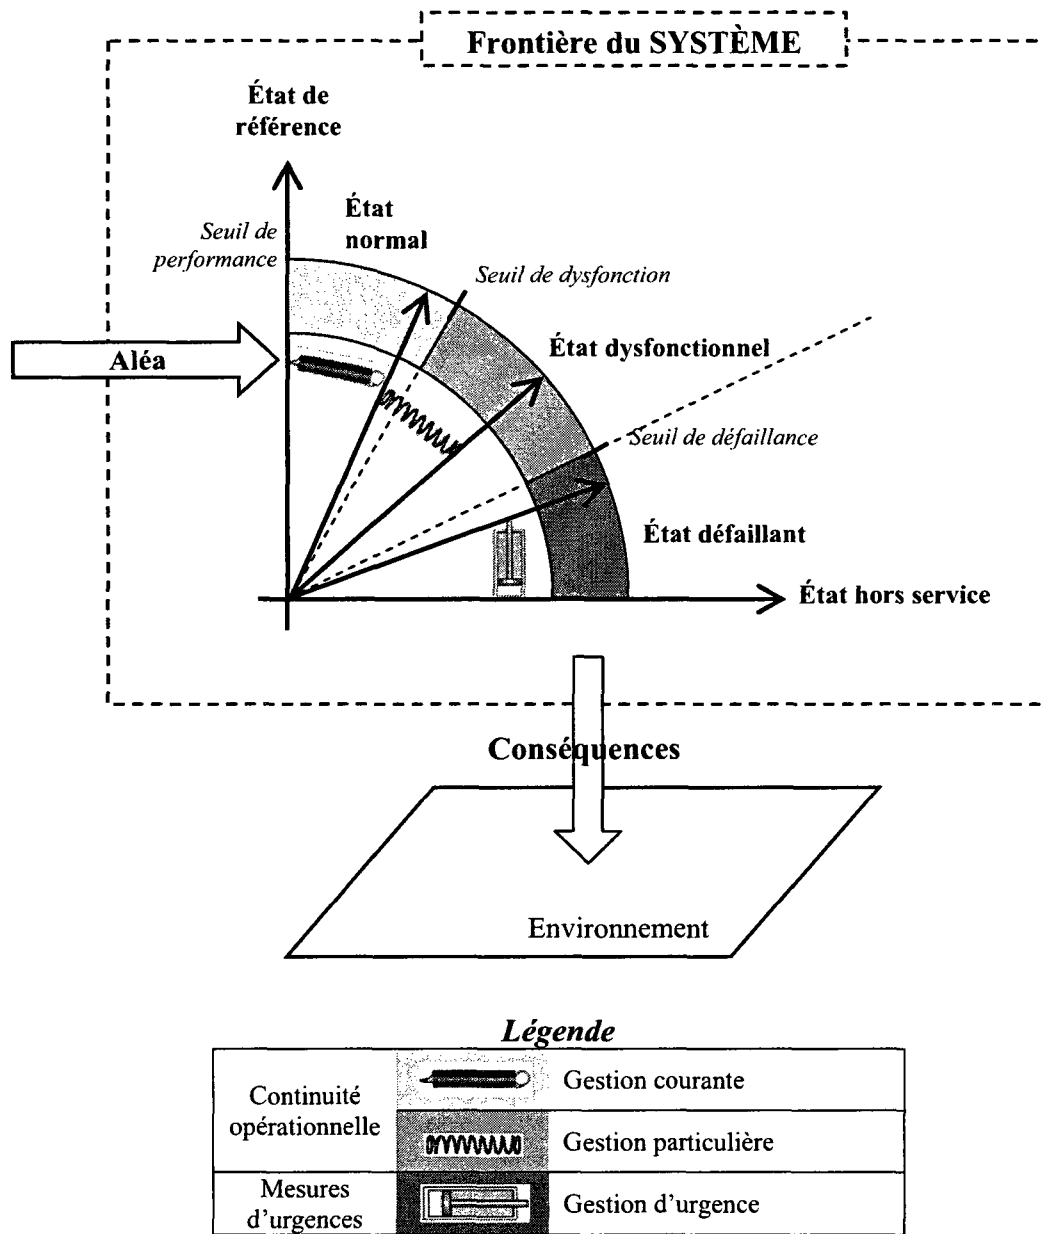 Frontière du SYSTÈME
État de
référence
État
normal
Seuil de
performance
Seuil de dysfonction
Aléa
État dysfonctionnel
Seuil de défaillance
État défaillant
État hors service
Conséquences
Environnement
Légende
Continuité
opérationnelle
Gestion courante
Gestion particulière
Mesures
d'urgences
Gestion d'urgence